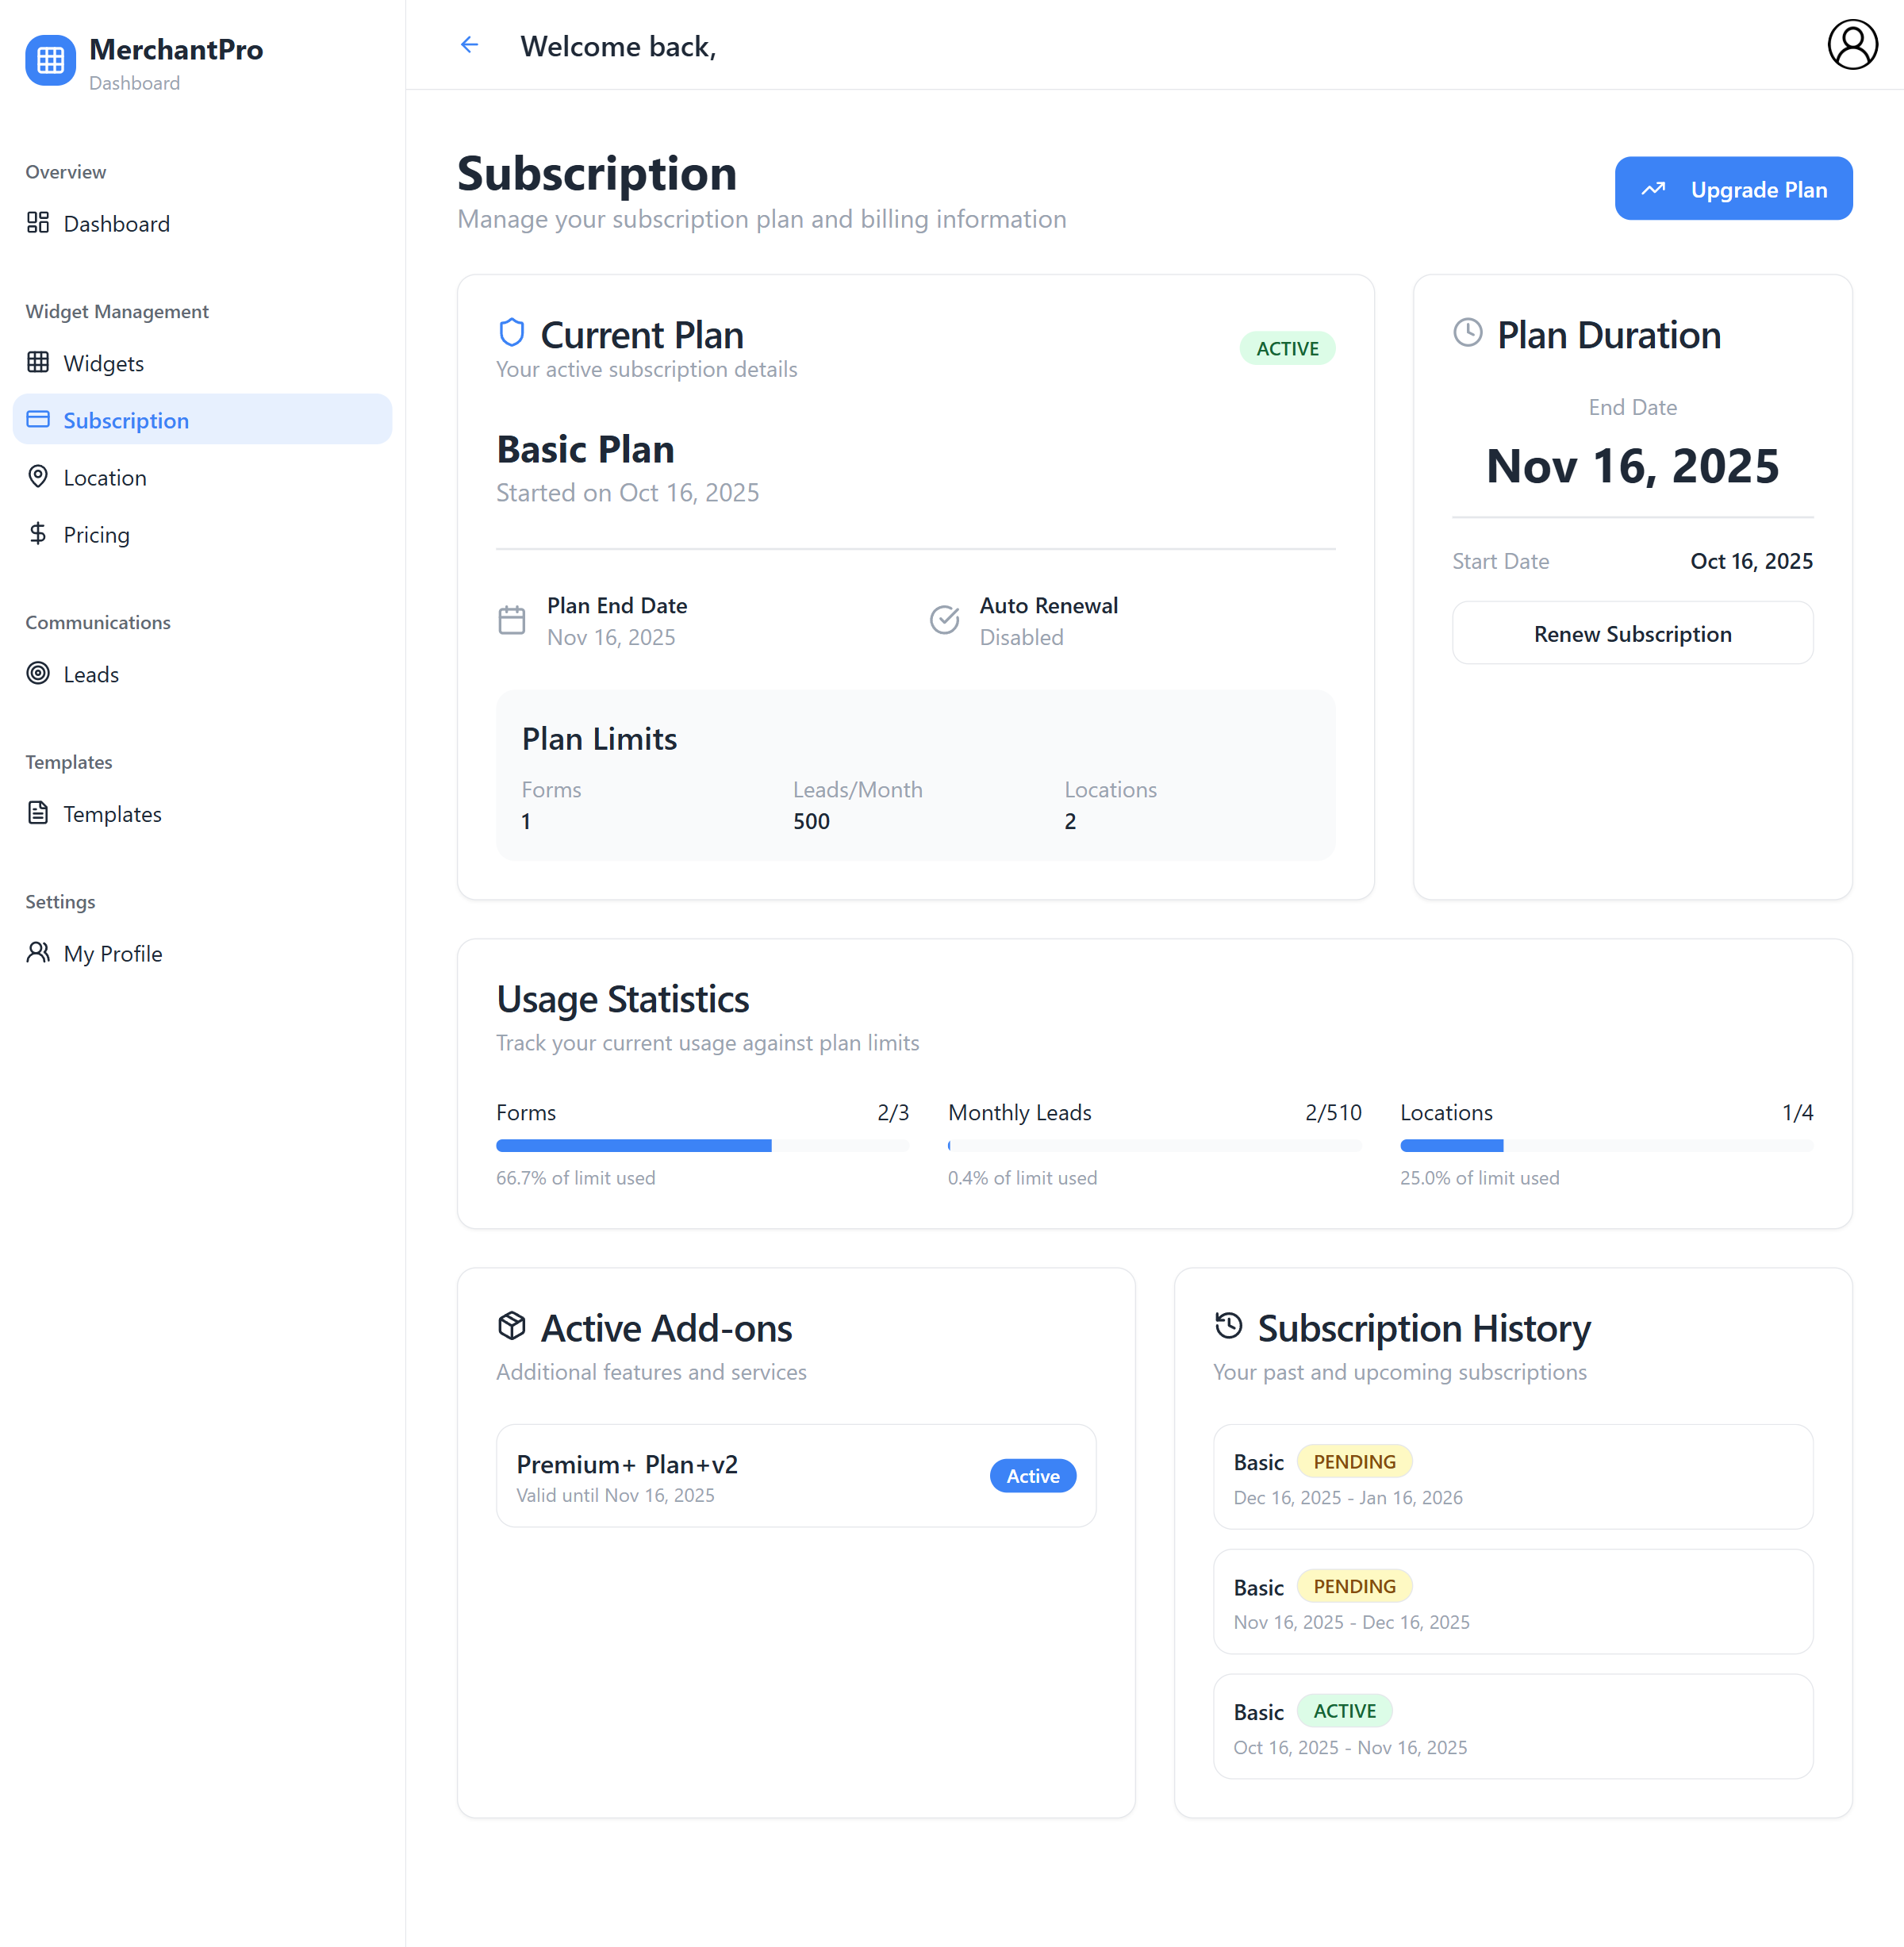 MerchantPro
Dashboard
Overview
Dashboard
Widget Management
Widgets
Subscription
Location
Pricing
Communications
Leads
Templates
Templates
Settings
My Profile
Welcome back,
Subscription
Manage your subscription plan and billing information
Upgrade Plan
Current Plan
Your active subscription details
ACTIVE
Basic Plan
Started on Oct 16, 2025
Plan End Date
Nov 16, 2025
Auto Renewal
Disabled
Plan Limits
Forms
1
Leads/Month
500
Locations
2
Plan Duration
End Date
Nov 16, 2025
Start Date Oct 16, 2025
Renew Subscription
Usage Statistics
Track your current usage against plan limits
Forms 2/3
66.7% of limit used
Monthly Leads 2/510
0.4% of limit used
Locations 1/4
25.0% of limit used
Active Add-ons
Additional features and services
Premium+ Plan+v2
Valid until Nov 16, 2025
Active
Subscription History
Your past and upcoming subscriptions
Basic PENDING
Dec 16, 2025 - Jan 16, 2026
Basic PENDING
Nov 16, 2025 - Dec 16, 2025
Basic ACTIVE
Oct 16, 2025 - Nov 16, 2025